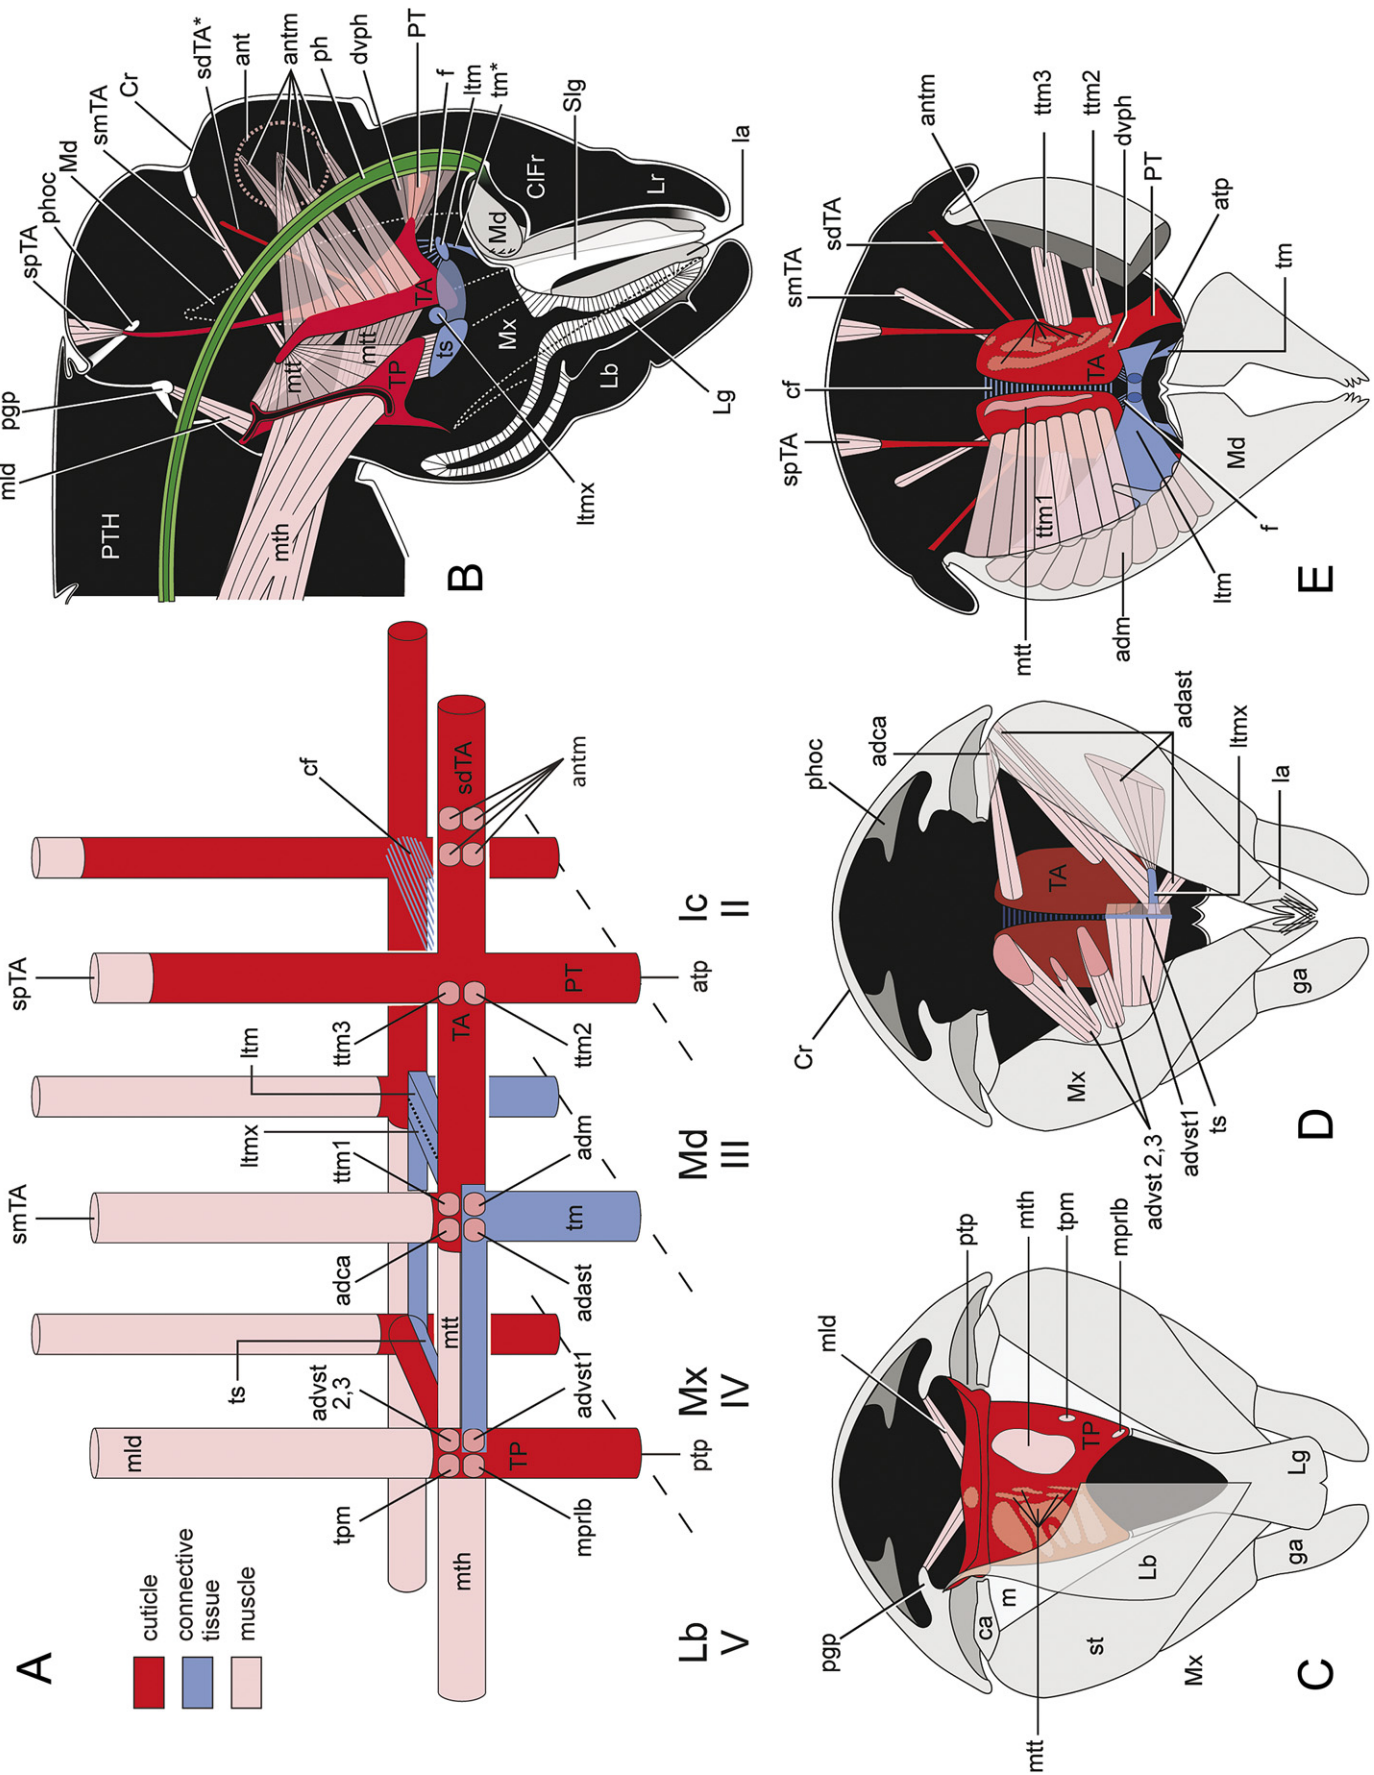 A
cuticle
connective
tissue
muscle
spTA
smTA
cf
sdTA
antm
ltm
ltmx
ttm3
TA
PT
ttm2
atp
ttm1
adm
tm
adca
adast
ts
mtt
advst
2,3
advst1
mld
TP
ptp
tpm
mprlb
mth
Lb
V
Mx
IV
Md
III
Ic
II
B
pgp
mld
spTA
phoc
Md
smTA
Cr
sdTA*
ant
antm
ph
dvph
PT
f
ltm
tm*
Slg
la
PTH
mth
mtt
mtt
TA
TP
ts
Mx
Md
ClFr
Lr
Lb
Lg
ltmx
C
pgp
mld
ptp
mth
tpm
mprlb
TP
mtt
ca
m
st
Mx
Lb
ga
Lg
D
Cr
phoc
adca
adast
ltmx
la
TA
Mx
ga
advst 2,3
advst1
ts
E
spTA
cf
smTA
sdTA
antm
ttm3
ttm2
dvph
PT
atp
tm
TA
ttm1
mtt
adm
ltm
f
Md